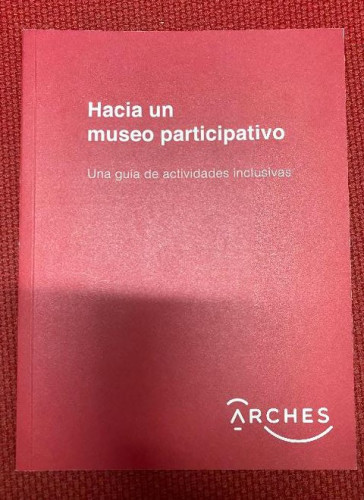 Hacia un
museo participativo
Una guía de actividades inclusivas
ARCHES